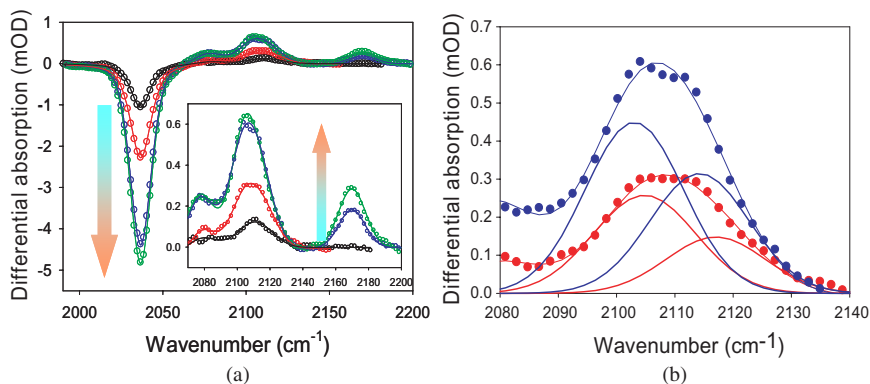 (a)
Differential absorption (mOD)
1
0
-1
-2
-3
-4
-5
0.6
0.4
0.2
0.0
2080 2100 2120 2140 2160 2180 2200
2000 2050 2100 2150 2200
Wavenumber (cm-1)
(a)
(b)
Differential absorption (mOD)
0.7
0.6
0.5
0.4
0.3
0.2
0.1
0.0
2080 2090 2100 2110 2120 2130 2140
Wavenumber (cm-1)
(b)